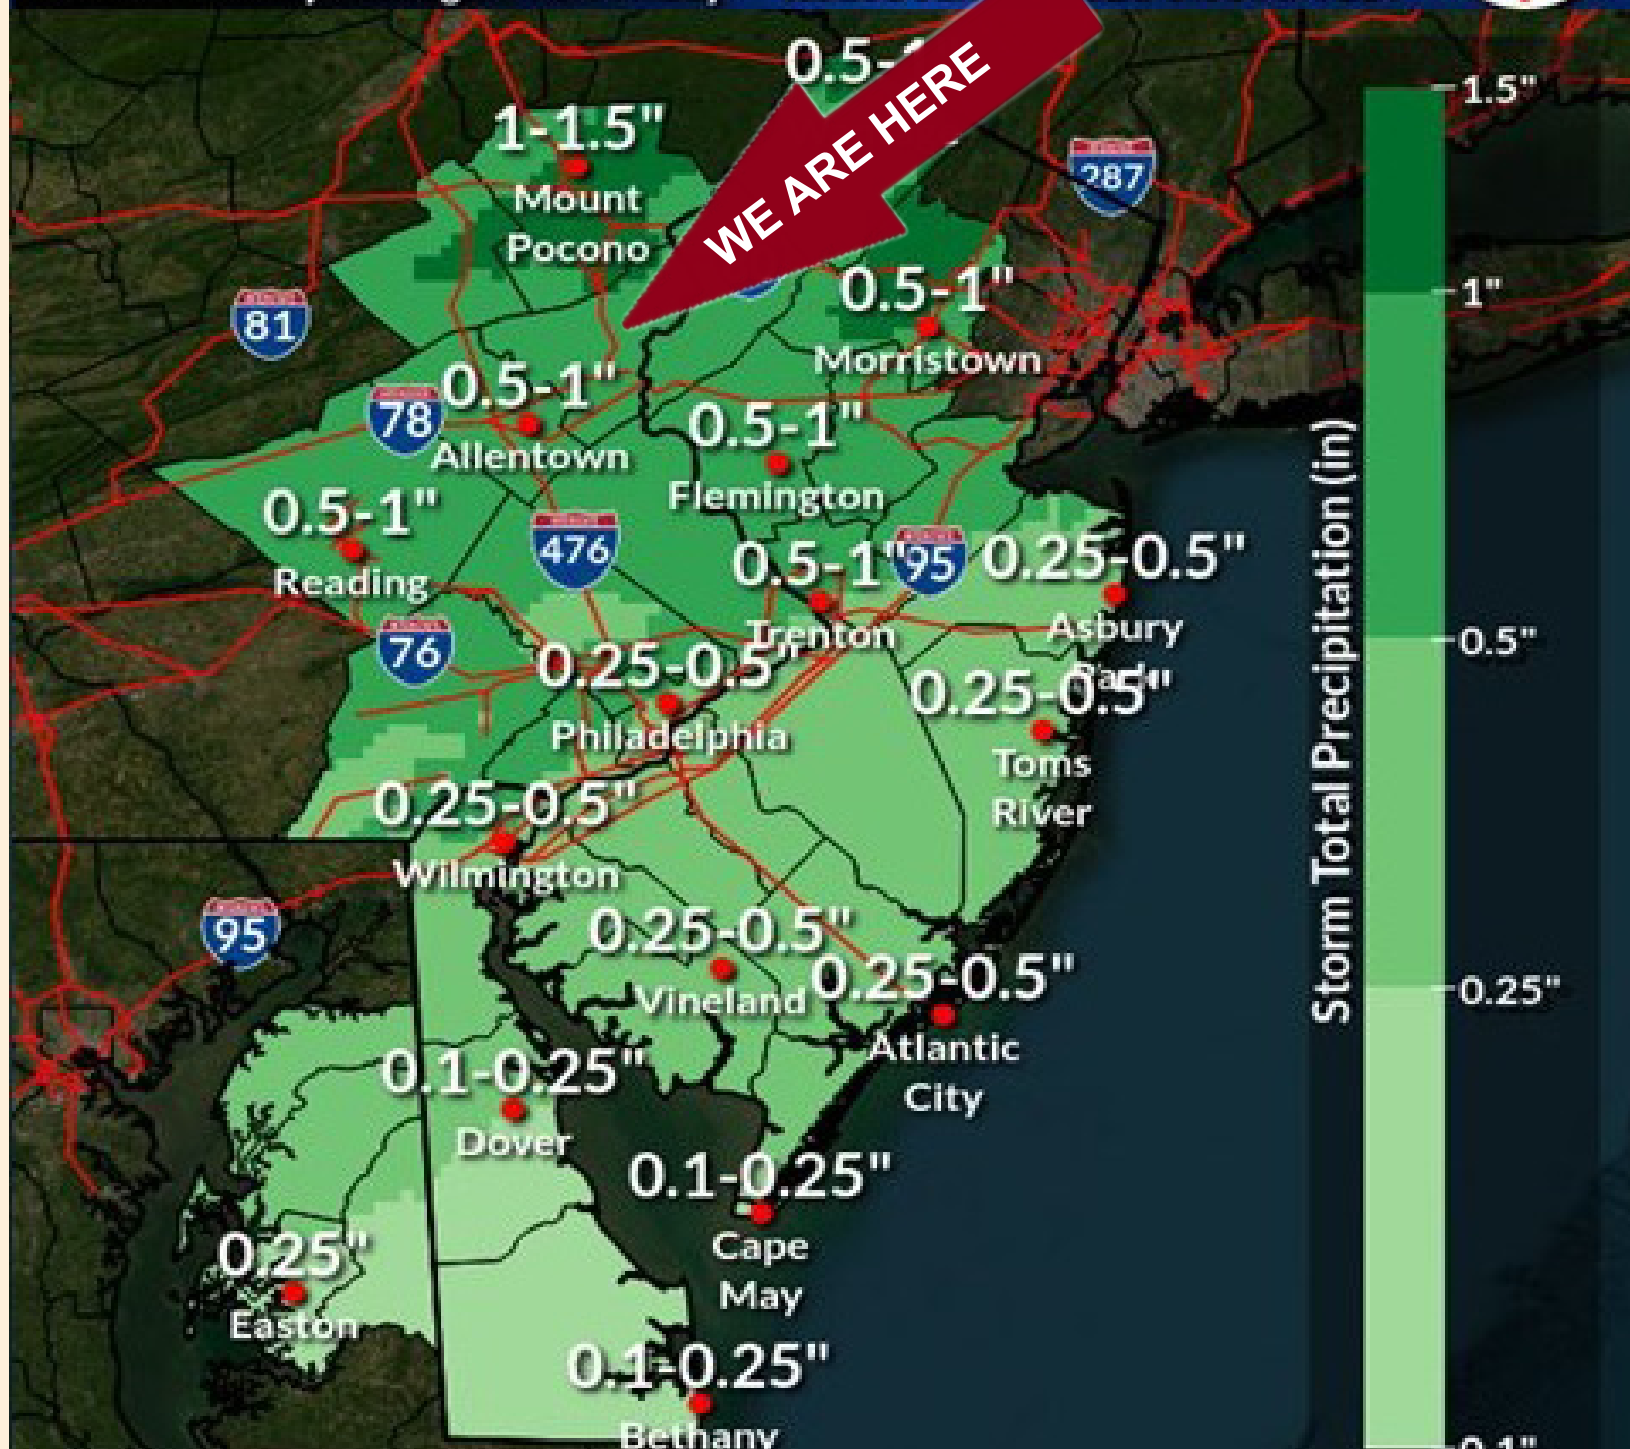 0.5-1
WE ARE HERE
1-1.5"
Mount
Pocono
287
1.5"
81
0.5-1"
Morristown
1"
78
0.5-1"
Allentown
0.5-1"
Flemington
0.5-1"
Reading
476
0.5-1"
Trenton
95
0.25-0.5"
Asbury
Park
76
0.25-0.5"
Philadelphia
0.25-0.5"
Toms
River
0.5"
Storm Total Precipitation (in)
0.25-0.5"
Wilmington
95
0.25-0.5"
Vineland
0.25-0.5"
Atlantic
City
0.25"
0.1-0.25"
Dover
0.1-0.25"
Cape
May
0.25"
Easton
0.1-0.25"
Bethany
0.1"